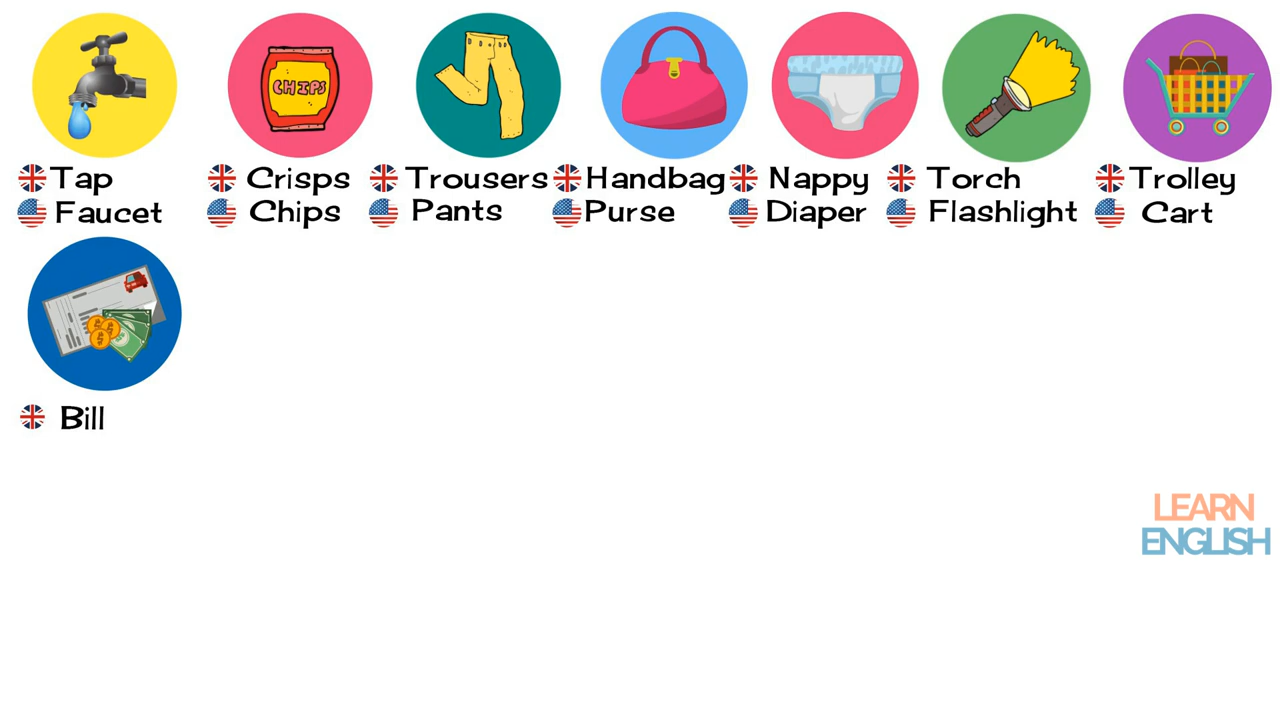 CHIPS
Tap
Faucet
Crisps
Chips
Trousers
Pants
Handbag
Purse
Nappy
Diaper
Torch
Flashlight
Trolley
Cart
Bill
LEARN
ENGLISH